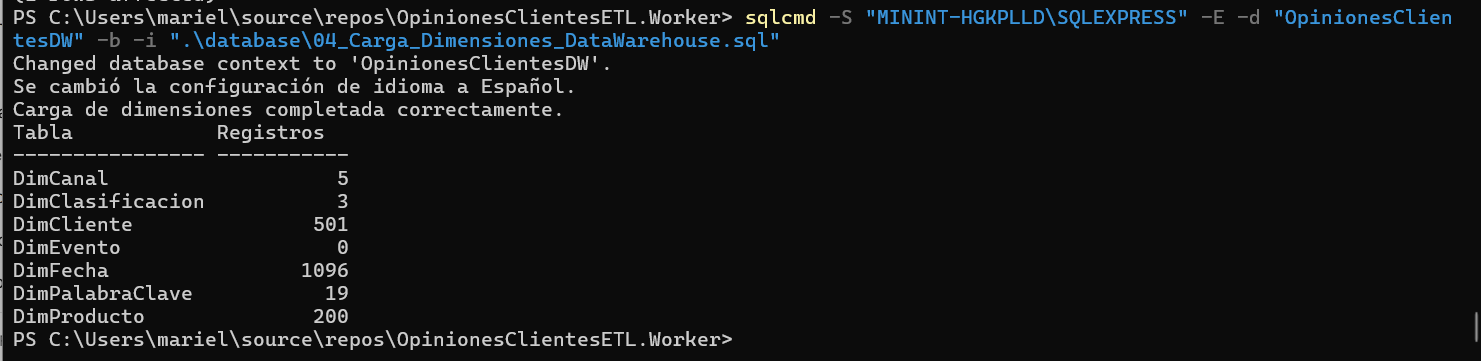 PS C:\Users\mariel\source\repos\OpinionesClientesETL.Worker> sqlcmd -S "MININT-HGKPLLD\SQLEXPRESS" -E -d "OpinionesClien
tesDW" -b -i ".\database\04_Carga_Dimensiones_DataWarehouse.sql"
Changed database context to 'OpinionesClientesDW'.
Se cambió la configuración de idioma a Español.
Carga de dimensiones completada correctamente.
Tabla            Registros
---------------- -----------
DimCanal                   5
DimClasificacion           3
DimCliente               501
DimEvento                  0
DimFecha                1096
DimPalabraClave           19
DimProducto              200
PS C:\Users\mariel\source\repos\OpinionesClientesETL.Worker>